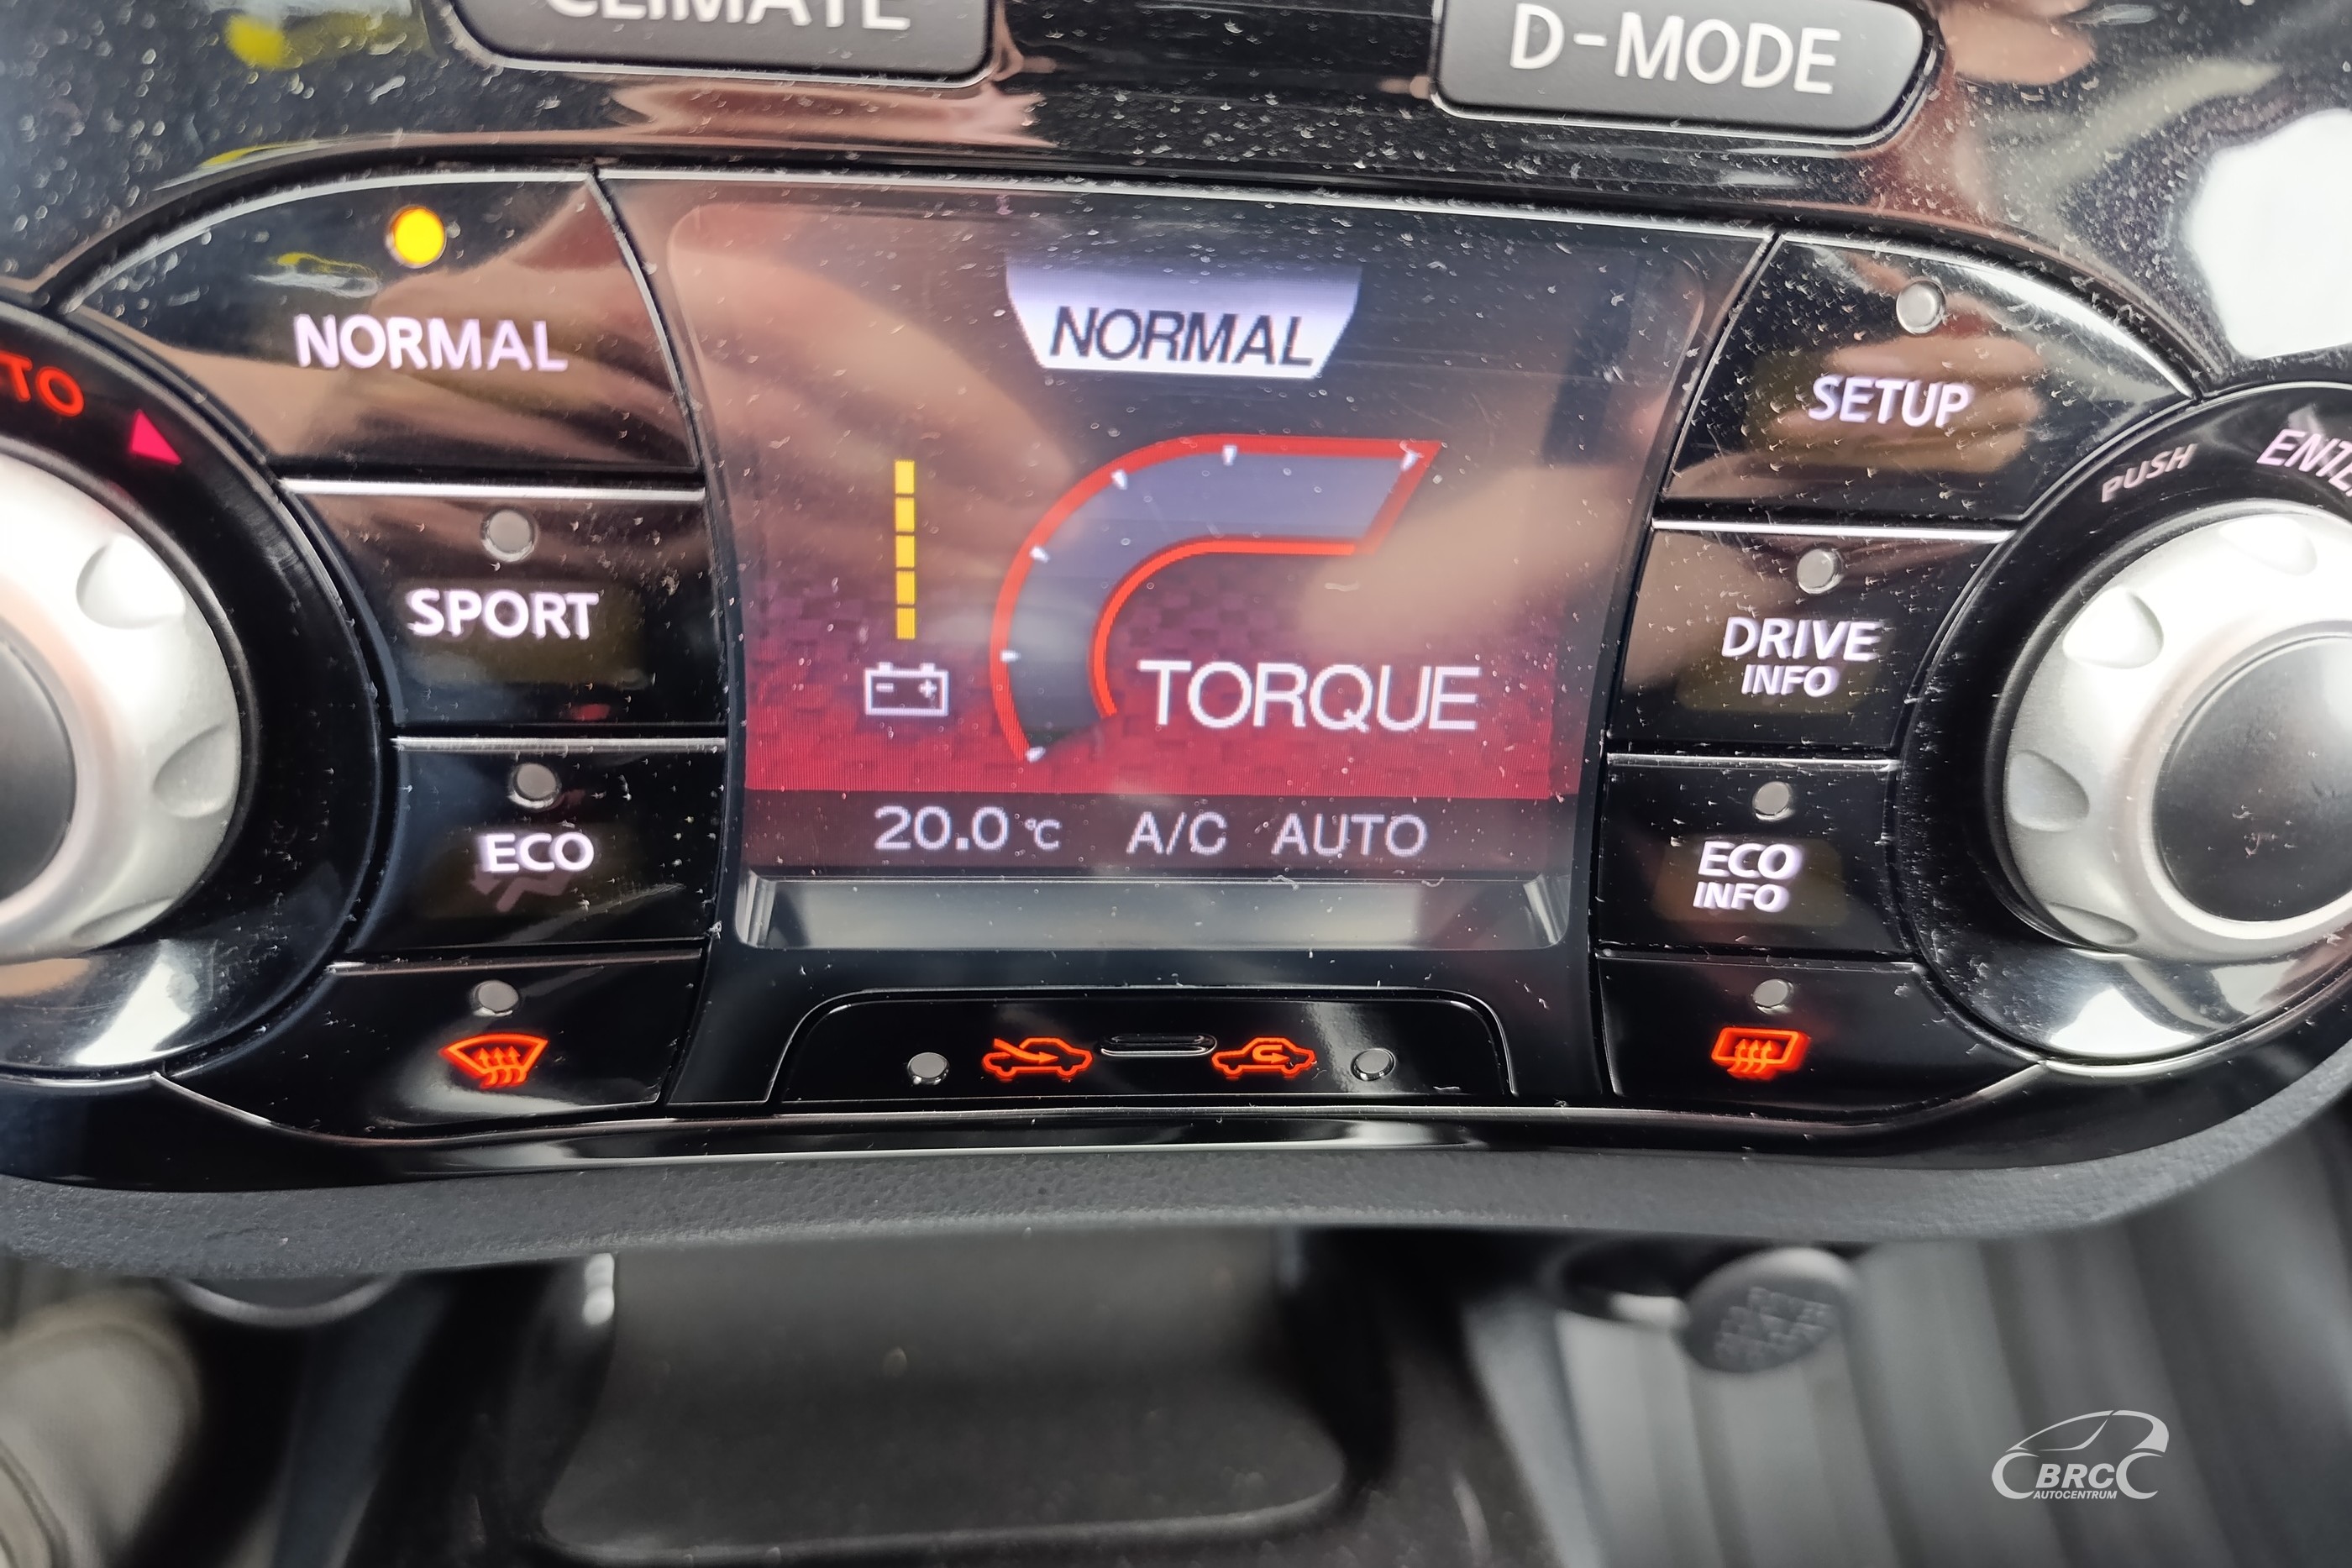 CLIMATE
D-MODE
NORMAL
NORMAL
SETUP
PUSH
SPORT
DRIVE
INFO
TORQUE
ECO
20.0 °C A/C AUTO
ECO
INFO
BRC
AUTOCENTRUM